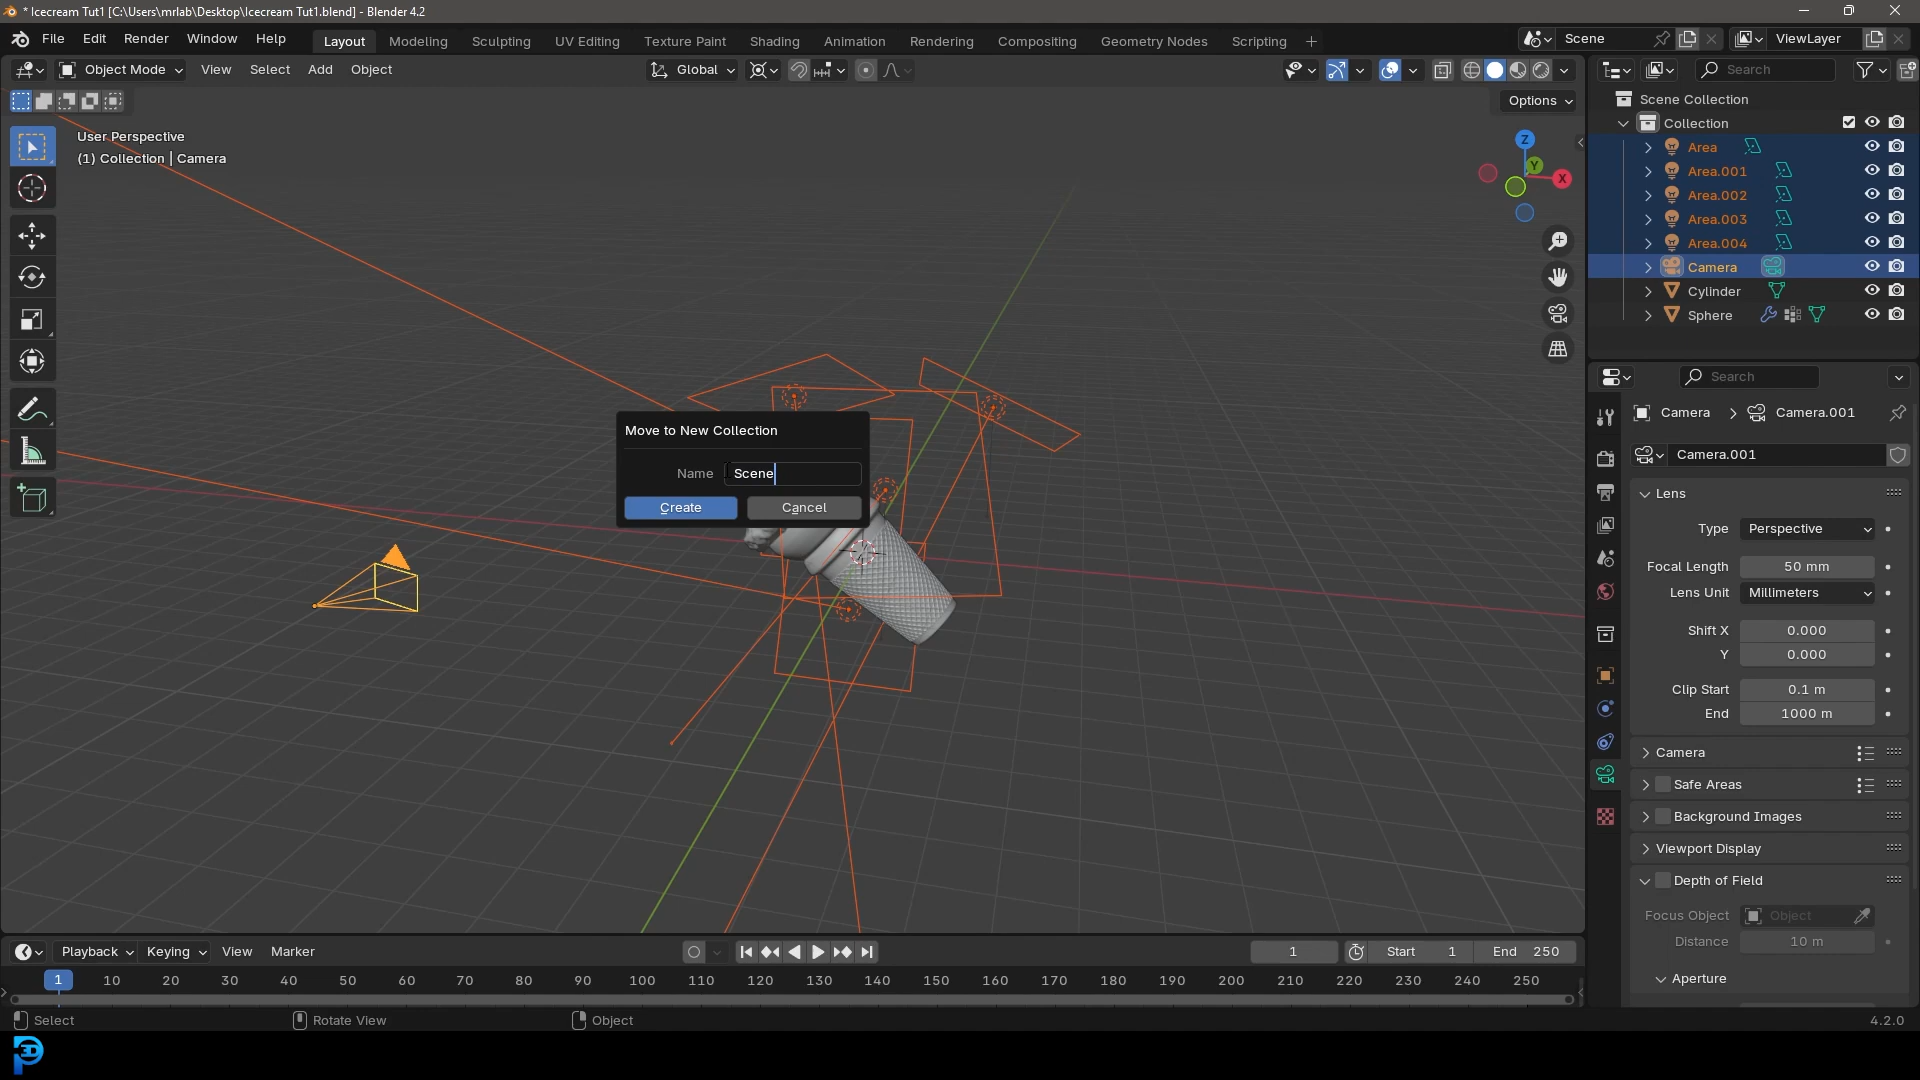 * Icecream Tut1 [C:\Users\mrlab\Desktop\Icecream Tut1.blend] - Blender 4.2
File Edit Render Window Help Layout Modeling Sculpting UV Editing Texture Paint Shading Animation Rendering Compositing Geometry Nodes Scripting + Scene ViewLayer
Object Mode View Select Add Object Global Search
Options
User Perspective
(1) Collection | Camera
Z
Y
X
Scene Collection
Collection
Area
Area.001
Area.002
Area.003
Area.004
Camera
Cylinder
Sphere
Search
Camera > Camera.001
Camera.001
Lens
Type Perspective
Focal Length 50 mm
Lens Unit Millimeters
Shift X 0.000
Y 0.000
Clip Start 0.1 m
End 1000 m
Camera
Safe Areas
Background Images
Viewport Display
Depth of Field
Focus Object Object
Distance 10 m
Aperture
Move to New Collection
Name Scene
Create Cancel
Playback Keying View Marker 1 Start 1 End 250
1 10 20 30 40 50 60 70 80 90 100 110 120 130 140 150 160 170 180 190 200 210 220 230 240 250
Select Rotate View Object 4.2.0